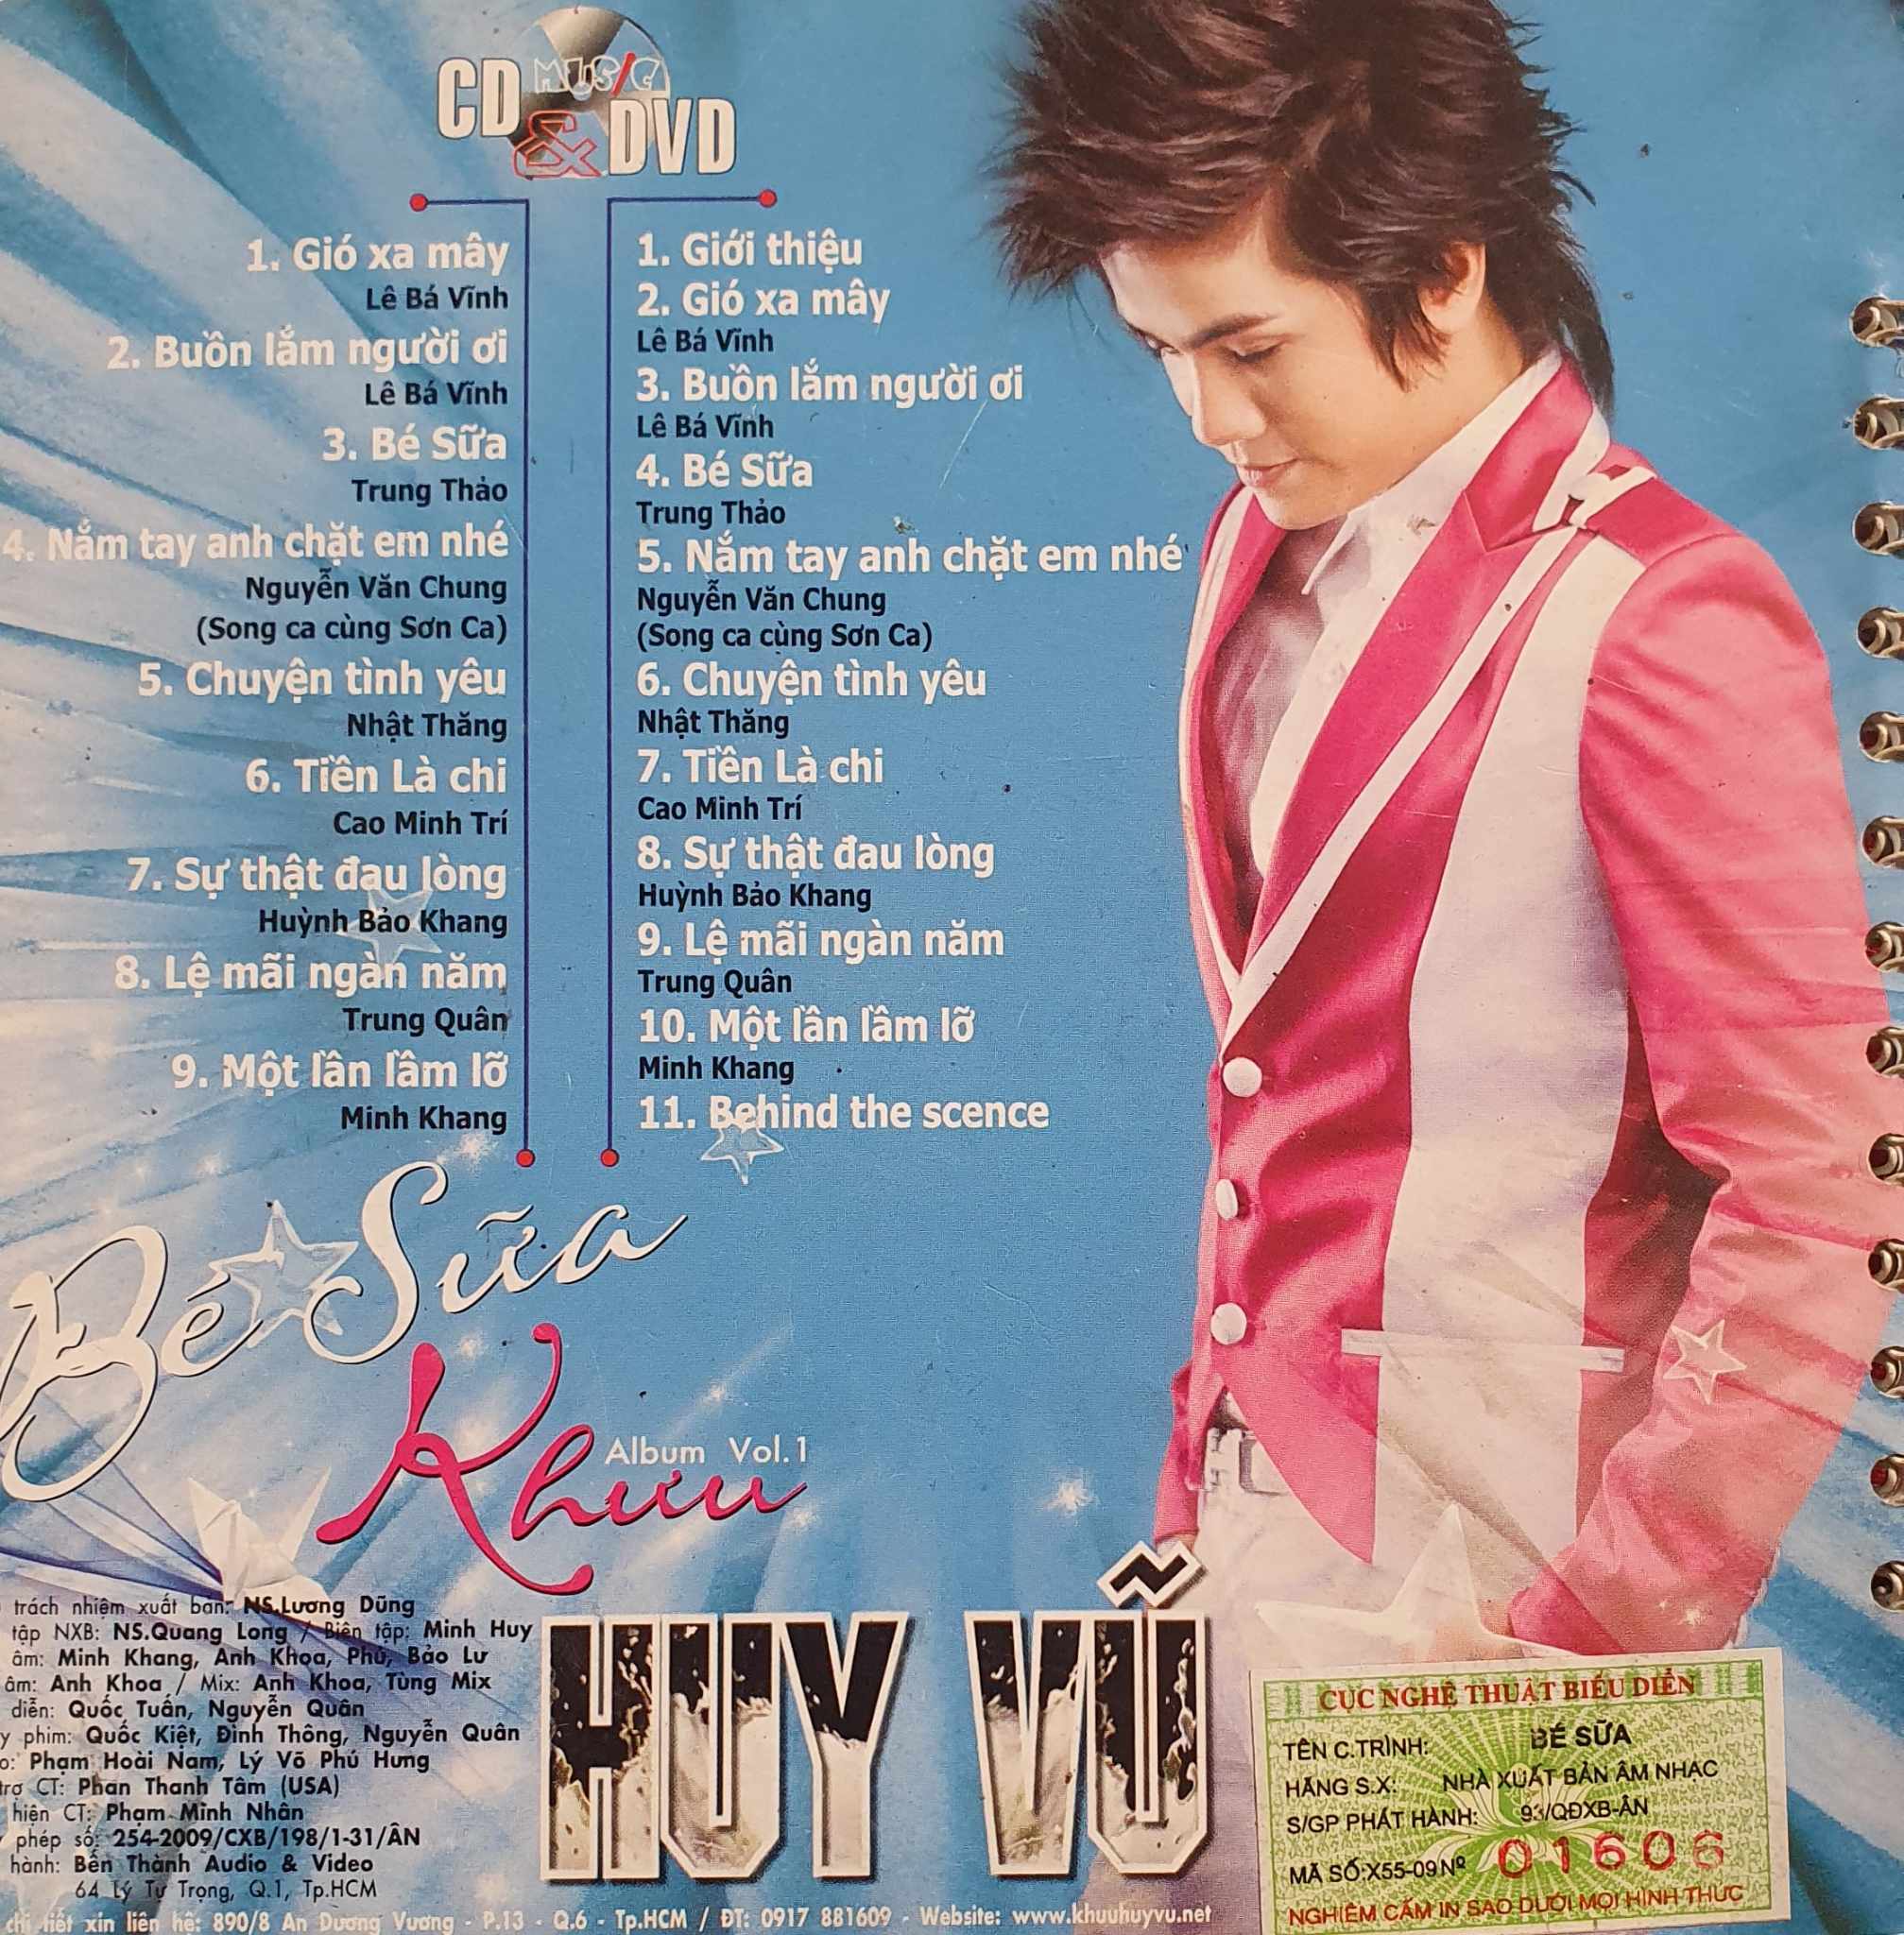 CD MUSIC & DVD
1. Gió xa mây
Lê Bá Vĩnh
2. Buồn lắm người ơi
Lê Bá Vĩnh
3. Bé Sữa
Trung Thảo
4. Nắm tay anh chặt em nhé
Nguyễn Văn Chung
(Song ca cùng Sơn Ca)
5. Chuyện tình yêu
Nhật Thăng
6. Tiền Là chi
Cao Minh Trí
7. Sự thật đau lòng
Huỳnh Bảo Khang
8. Lệ mãi ngàn năm
Trung Quân
9. Một lần lầm lỡ
Minh Khang
1. Giới thiệu
2. Gió xa mây
Lê Bá Vĩnh
3. Buồn lắm người ơi
Lê Bá Vĩnh
4. Bé Sữa
Trung Thảo
5. Nắm tay anh chặt em nhé
Nguyễn Văn Chung
(Song ca cùng Sơn Ca)
6. Chuyện tình yêu
Nhật Thăng
7. Tiền Là chi
Cao Minh Trí
8. Sự thật đau lòng
Huỳnh Bảo Khang
9. Lệ mãi ngàn năm
Trung Quân
10. Một lần lầm lỡ
Minh Khang
11. Behind the scence
Bé Sữa
Album Vol.1
Khưu
HUY VŨ
trách nhiệm xuất bản: NS.Lương Dũng
tập NXB: NS.Quang Long / Biên tập: Minh Huy
âm: Minh Khang, Anh Khoa, Phú, Bảo Lư
âm: Anh Khoa / Mix: Anh Khoa, Tùng Mix
diễn: Quốc Tuấn, Nguyễn Quân
y phim: Quốc Kiệt, Đình Thông, Nguyễn Quân
o: Phạm Hoài Nam, Lý Võ Phú Hưng
trợ CT: Phan Thanh Tâm (USA)
hiện CT: Phạm Minh Nhân
phép số: 254-2009/CXB/198/1-31/ÂN
hành: Bến Thành Audio & Video
64 Lý Tự Trọng, Q.1, Tp.HCM
chi tiết xin liên hệ: 890/8 An Dương Vương - P.13 - Q.6 - Tp.HCM / ĐT: 0917 881609 - Website: www.khuuhuyvu.net
CỤC NGHỆ THUẬT BIỂU DIỄN
TÊN C.TRÌNH: BÉ SỮA
HÃNG S.X: NHÀ XUẤT BẢN ÂM NHẠC
S/GP PHÁT HÀNH: 93/QĐXB-ÂN
MÃ SỐ:X55-09 Nº 01606
NGHIÊM CẤM IN SAO DƯỚI MỌI HÌNH THỨC